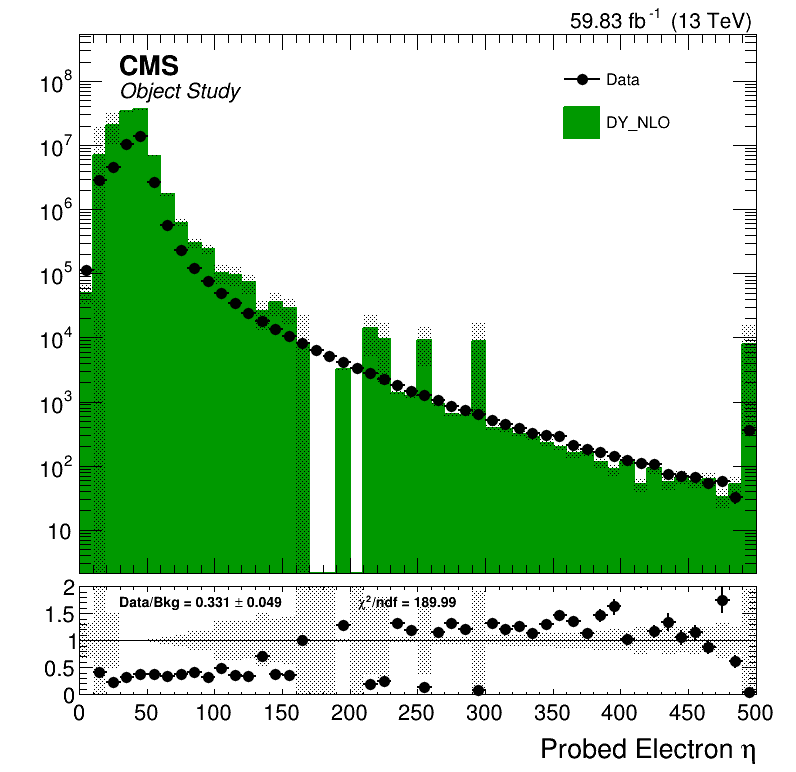 59.83 fb⁻¹ (13 TeV)
CMS
Object Study
Data
DY_NLO
10⁸
10⁷
10⁶
10⁵
10⁴
10³
10²
10
Data/Bkg = 0.331 ± 0.049
χ²/ndf = 189.99
2
1.5
1
0.5
0
0 50 100 150 200 250 300 350 400 450 500
Probed Electron η